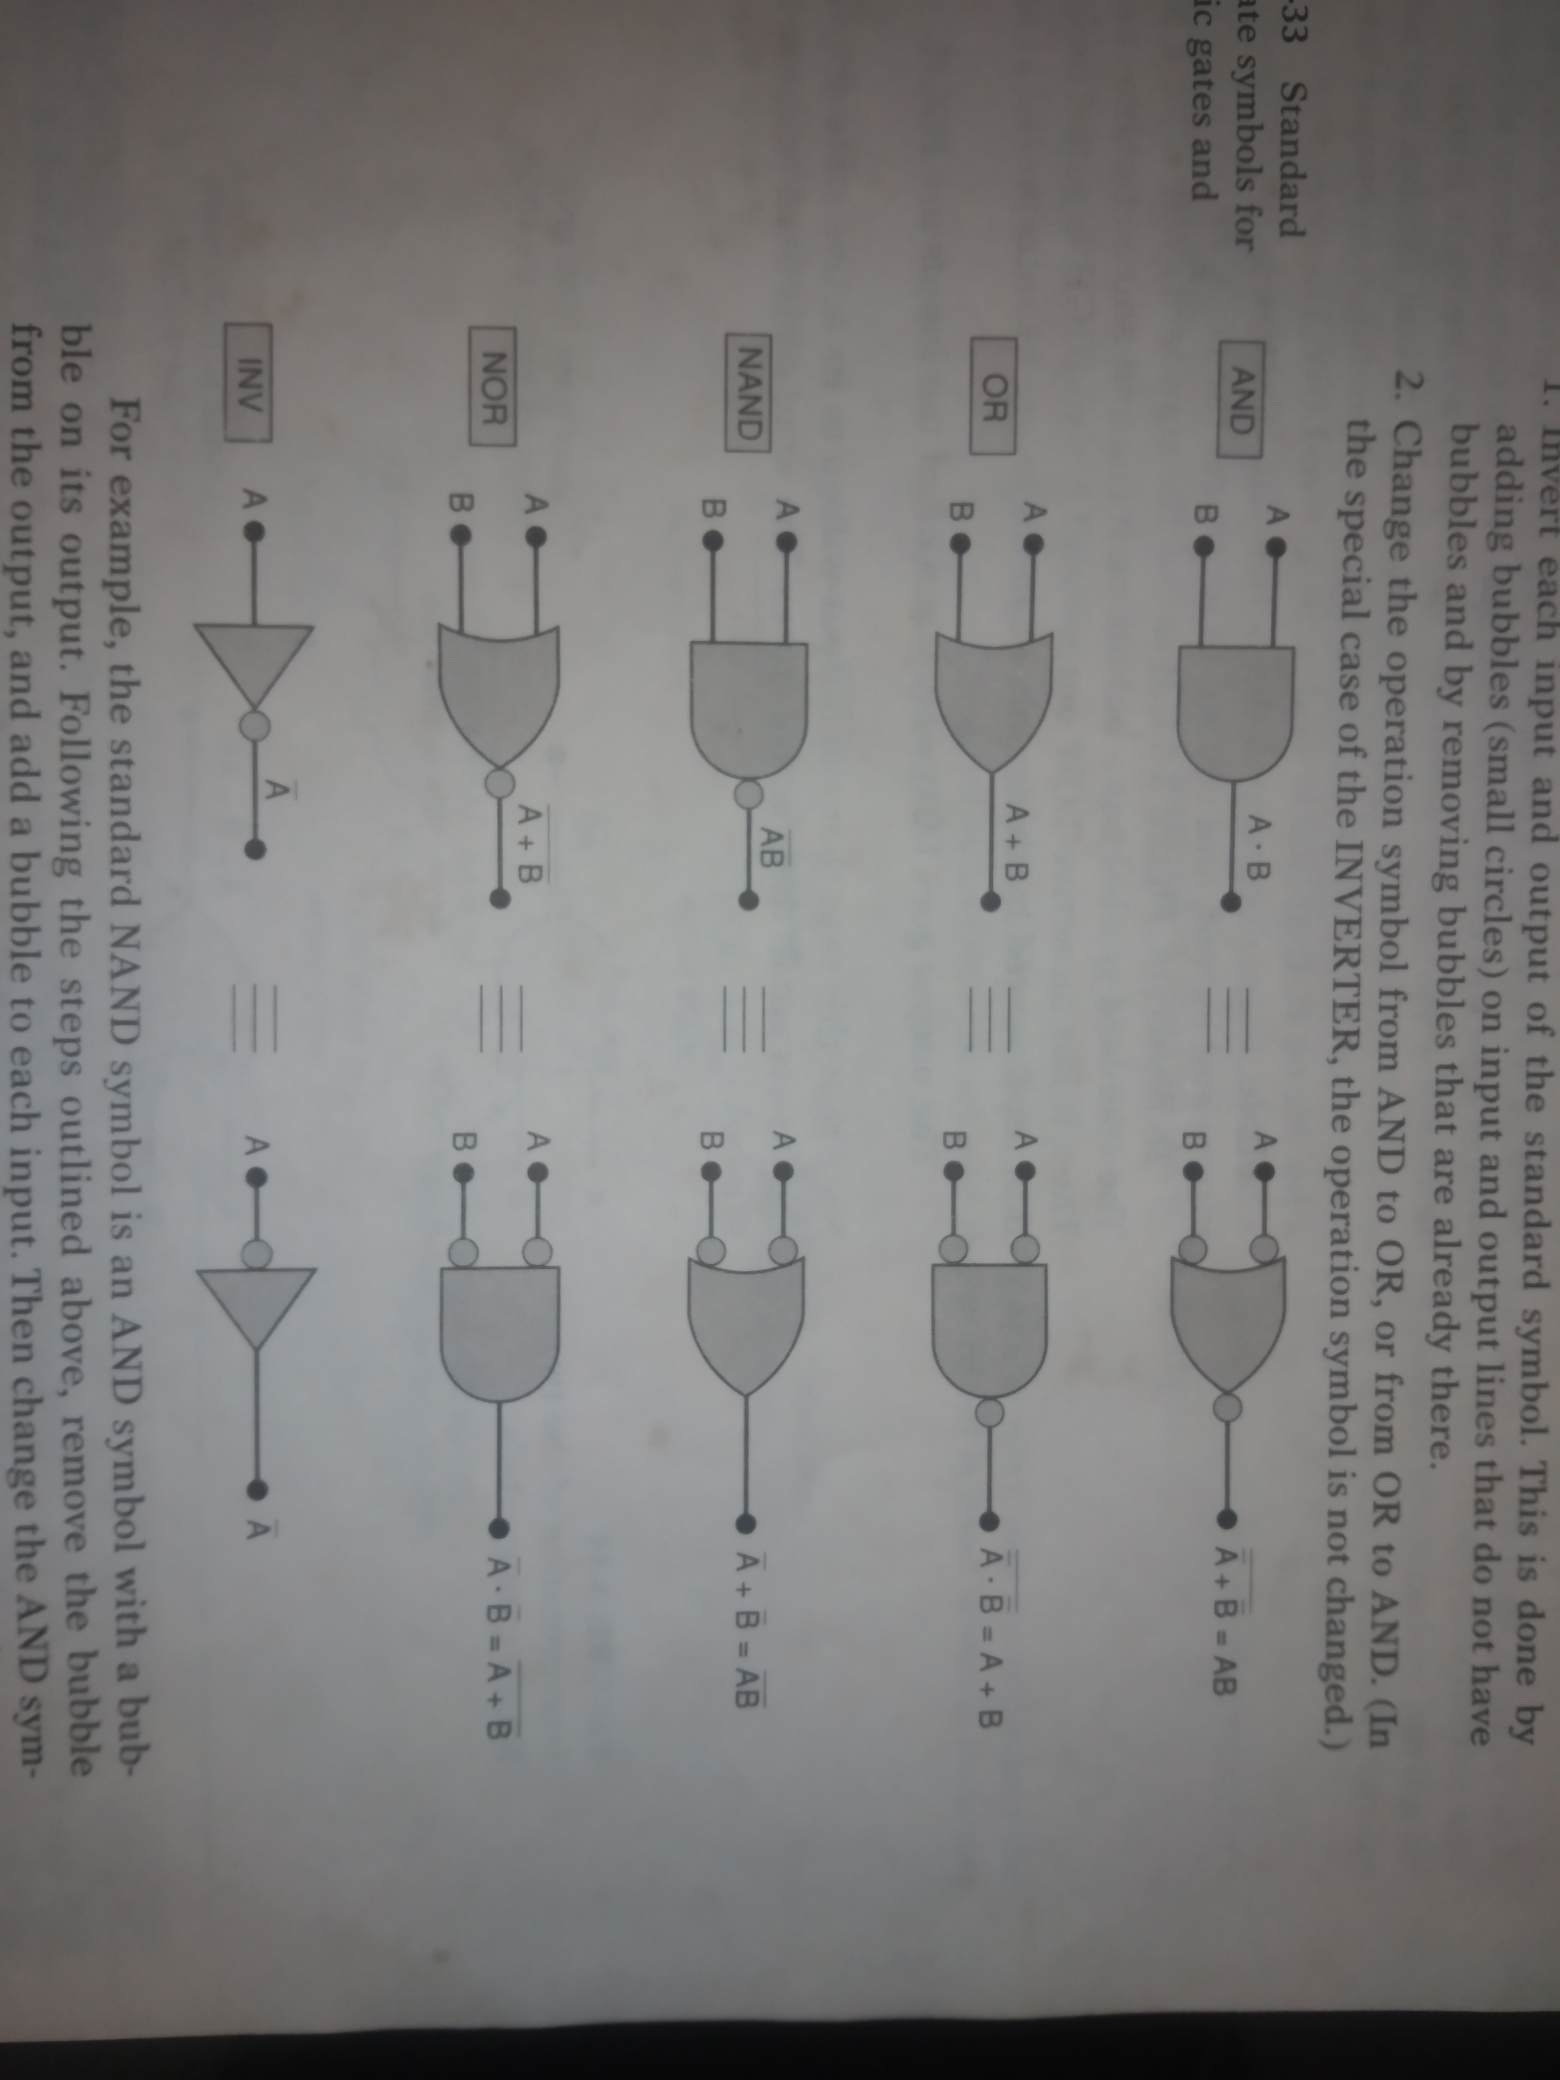 1. Invert each input and output of the standard symbol. This is done by
adding bubbles (small circles) on input and output lines that do not have
bubbles and by removing bubbles that are already there.
2. Change the operation symbol from AND to OR, or from OR to AND. (In
the special case of the INVERTER, the operation symbol is not changed.)
33 Standard
ate symbols for
ic gates and
AND A B A · B A B A̅ + B̅ = AB
OR A B A + B A B A̅ · B̅ = A + B
NAND A B A̅B̅ A B A̅ + B̅ = A̅B̅
NOR A B A̅ ̅+̅ ̅B̅ A B A̅ · B̅ = A̅ ̅+̅ ̅B̅
INV A A̅ A A̅
For example, the standard NAND symbol is an AND symbol with a bub-
ble on its output. Following the steps outlined above, remove the bubble
from the output, and add a bubble to each input. Then change the AND sym-